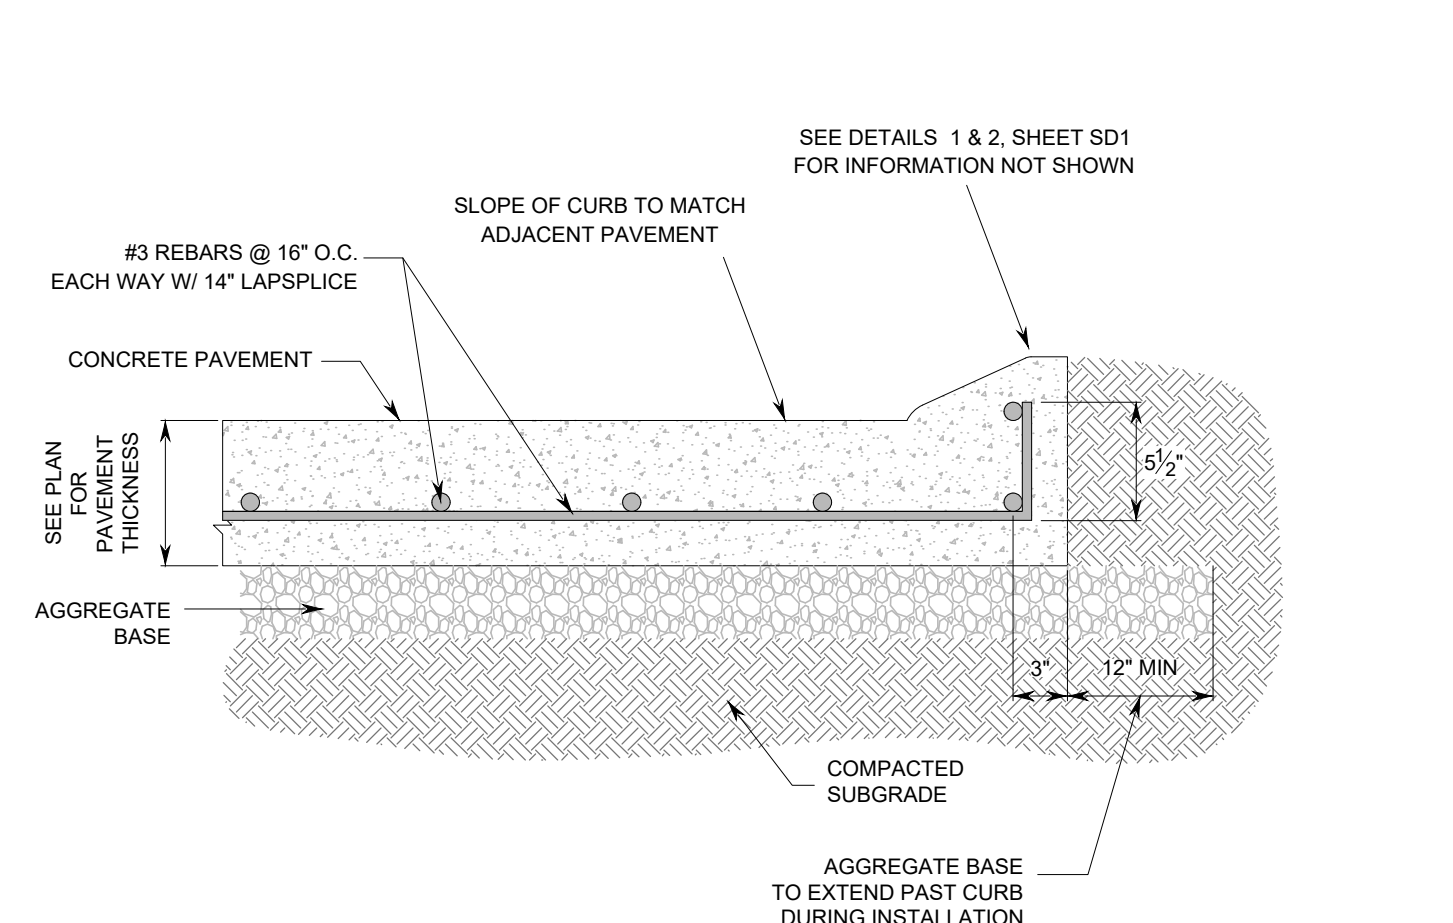 SEE DETAILS  1 & 2, SHEET SD1
FOR INFORMATION NOT SHOWN
SLOPE OF CURB TO MATCH
ADJACENT PAVEMENT
#3 REBARS @ 16" O.C.
EACH WAY W/ 14" LAPSPLICE
CONCRETE PAVEMENT
SEE PLAN
FOR
PAVEMENT
THICKNESS
5½"
AGGREGATE
BASE
3"
12" MIN
COMPACTED
SUBGRADE
AGGREGATE BASE
TO EXTEND PAST CURB
DURING INSTALLATION